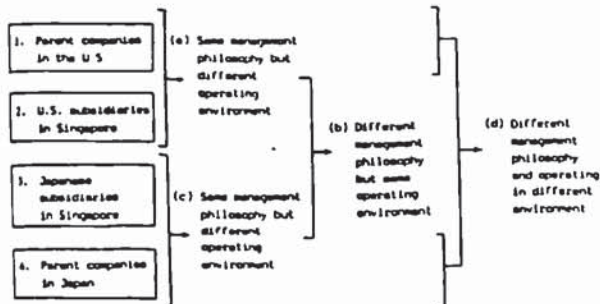 1. Parent companies
in the U S
2. U.S. subsidiaries
in Singapore
3. Japanese
subsidiaries
in Singapore
4. Parent companies
in Japan
(a) Same management
philosophy but
different
operating
environment
(c) Same management
philosophy but
different
operating
environment
(b) Different
management
philosophy
but same
operating
environment
(d) Different
management
philosophy
and operating
in different
environment